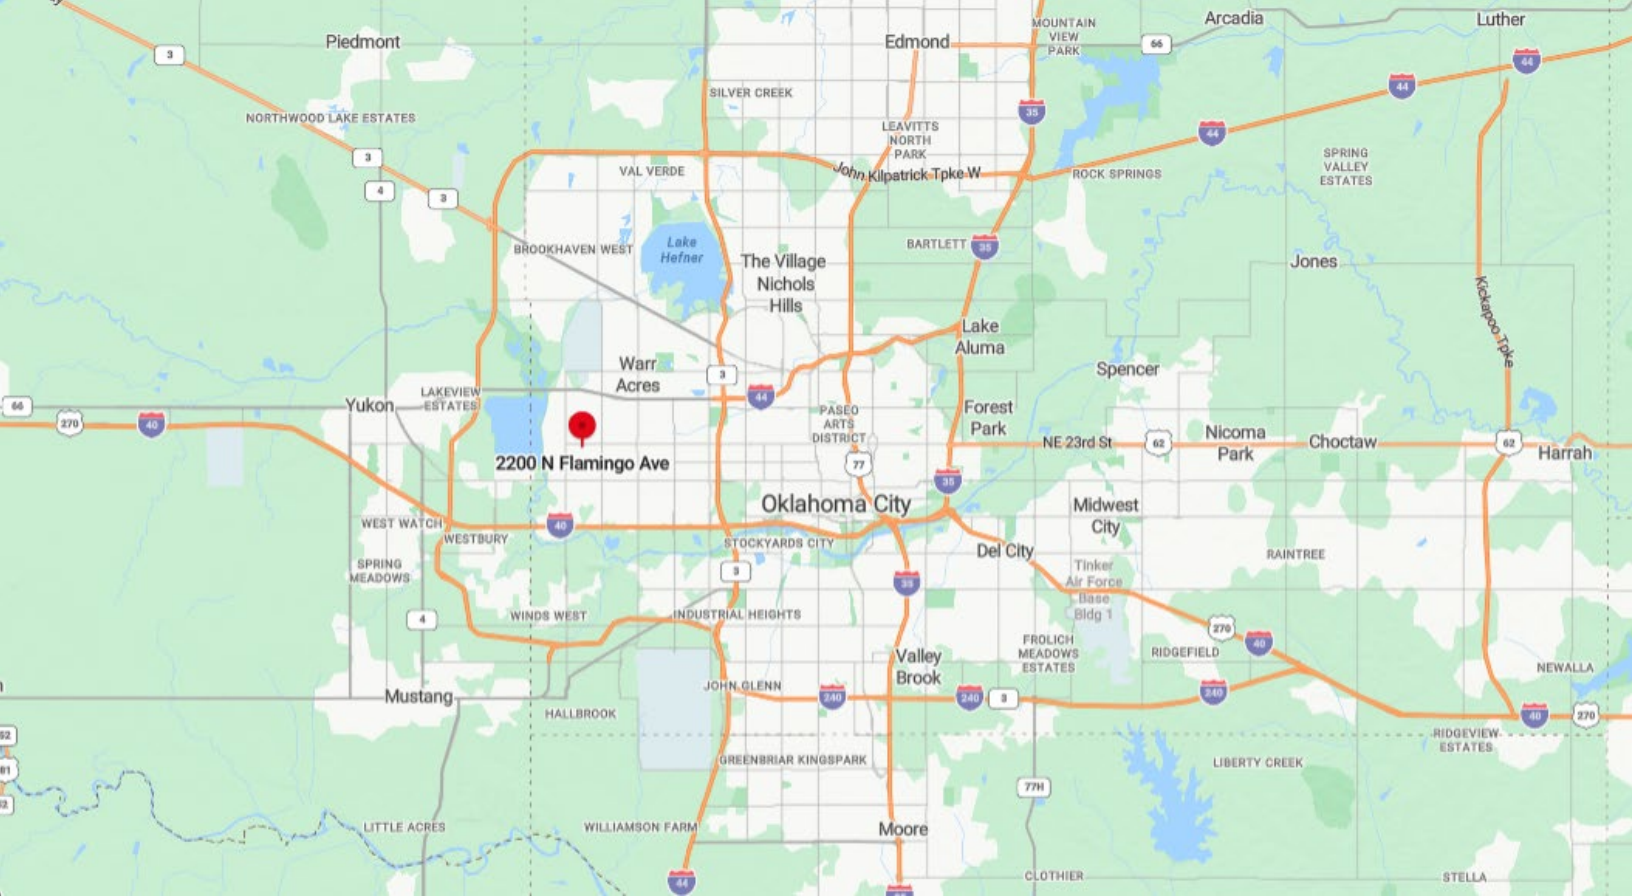 Arcadia
Luther
MOUNTAIN
VIEW
PARK
Piedmont
Edmond
66
3
44
44
SILVER CREEK
35
NORTHWOOD LAKE ESTATES
LEAVITTS
NORTH
PARK
44
3
SPRING
VALLEY
ESTATES
VAL VERDE
John Kilpatrick Tpke W
ROCK SPRINGS
4
3
BROOKHAVEN WEST
Lake
Hefner
BARTLETT
35
The Village
Nichols
Hills
Jones
Kickapoo Tpke
Lake
Aluma
Warr
Acres
3
Spencer
LAKEVIEW
ESTATES
44
66
Yukon
270
40
PASEO
ARTS
DISTRICT
Forest
Park
NE 23rd St
62
Nicoma
Park
Choctaw
62
Harrah
2200 N Flamingo Ave
77
35
Oklahoma City
Midwest
City
WEST WATCH
40
WESTBURY
STOCKYARDS CITY
Del City
RAINTREE
SPRING
MEADOWS
3
35
Tinker
Air Force
Base
Bldg 1
4
WINDS WEST
INDUSTRIAL HEIGHTS
270
40
FROLICH
MEADOWS
ESTATES
RIDGEFIELD
Valley
Brook
NEWALLA
JOHN GLENN
Mustang
240
240
3
240
HALLBROOK
40
270
RIDGEVIEW
ESTATES
GREENBRIAR KINGSPARK
LIBERTY CREEK
77H
LITTLE ACRES
WILLIAMSON FARM
Moore
44
CLOTHIER
STELLA